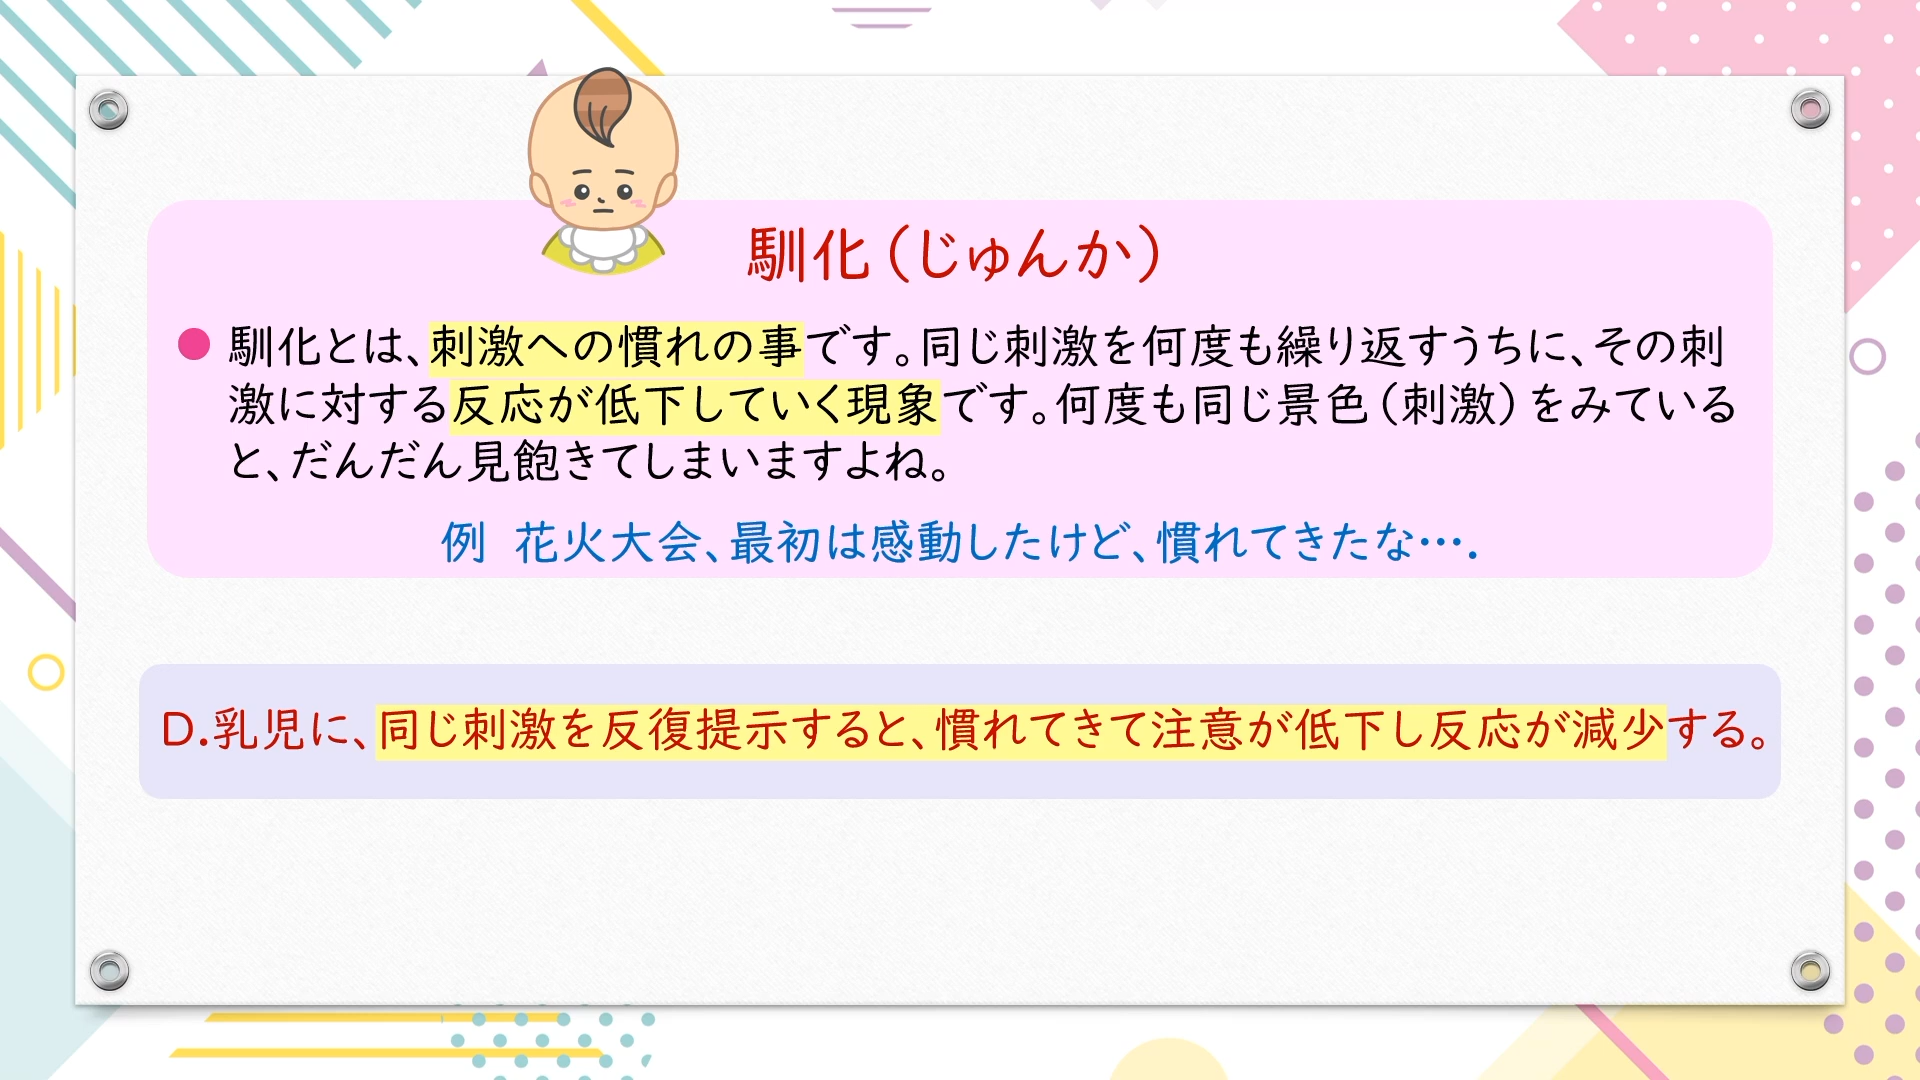 馴化（じゅんか）
● 馴化とは、刺激への慣れの事です。同じ刺激を何度も繰り返すうちに、その刺
激に対する反応が低下していく現象です。何度も同じ景色（刺激）をみている
と、だんだん見飽きてしまいますよね。
例　花火大会、最初は感動したけど、慣れてきたな….
D.乳児に、同じ刺激を反復提示すると、慣れてきて注意が低下し反応が減少する。